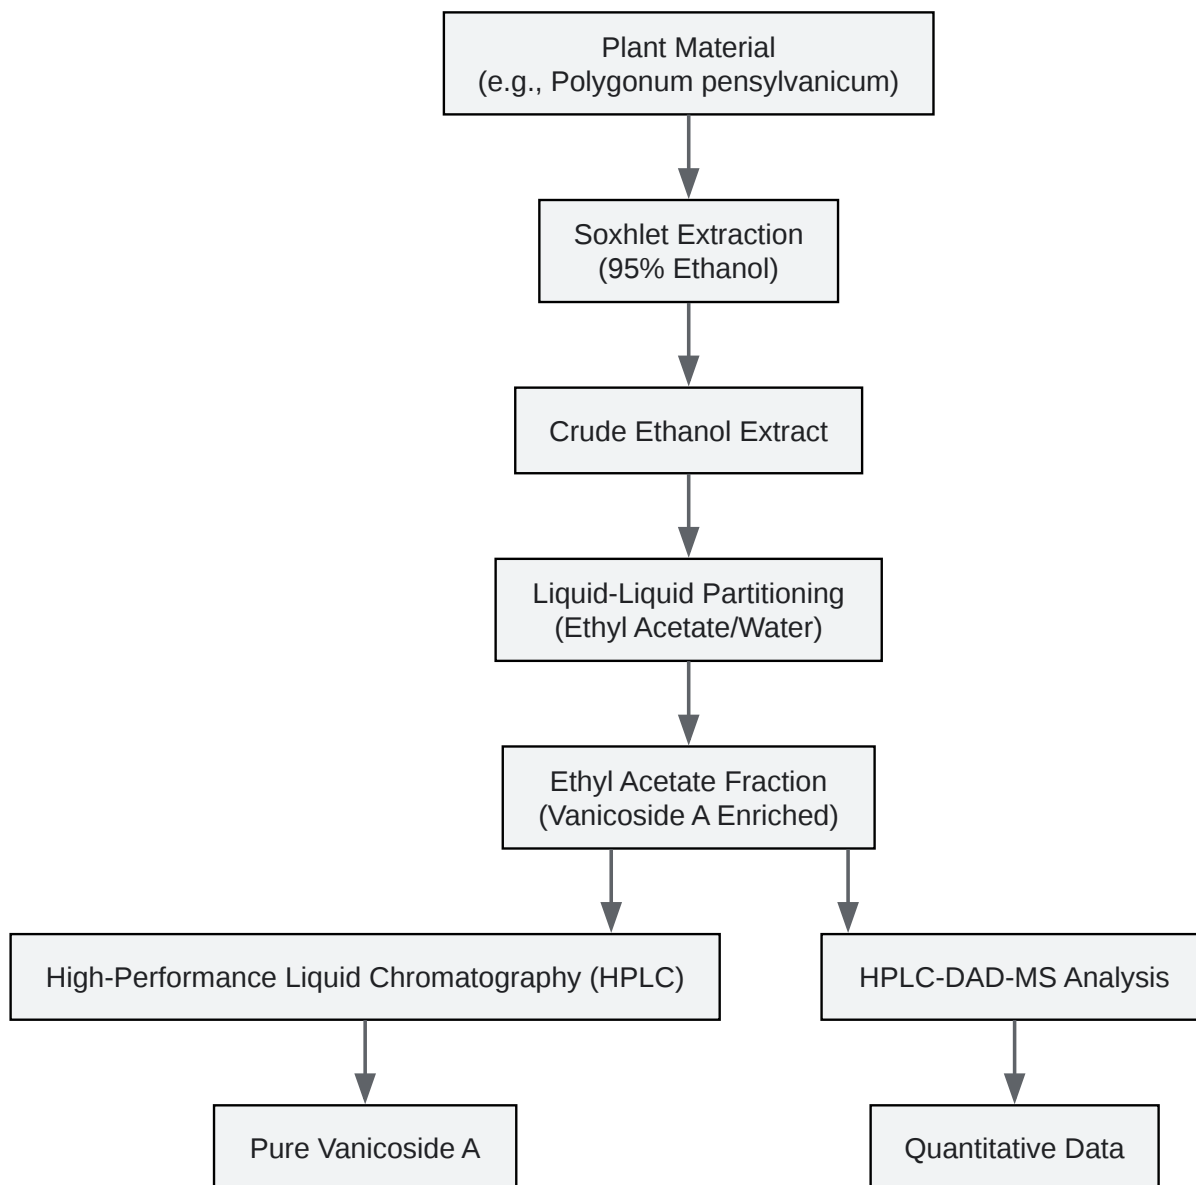 Plant Material
(e.g., Polygonum pensylvanicum)
Soxhlet Extraction
(95% Ethanol)
Crude Ethanol Extract
Liquid-Liquid Partitioning
(Ethyl Acetate/Water)
Ethyl Acetate Fraction
(Vanicoside A Enriched)
High-Performance Liquid Chromatography (HPLC)
HPLC-DAD-MS Analysis
Pure Vanicoside A
Quantitative Data